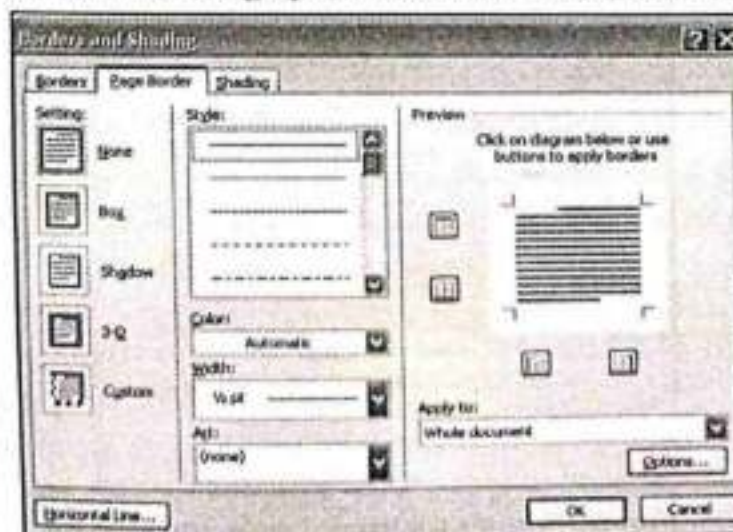 Borders and Shading
Borders
Page Border
Shading
Setting:
None
Box
Shadow
3-D
Custom
Style:
Color:
Automatic
Width:
½ pt
Art:
(none)
Preview
Click on diagram below or use
buttons to apply borders
Apply to:
Whole document
Options...
Horizontal Line...
OK
Cancel